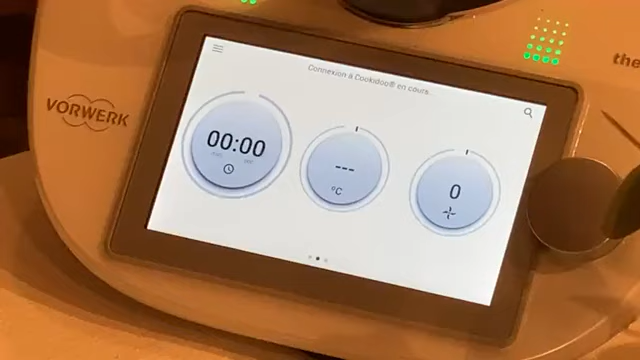 Connexion à Cookidoo® en cours.
the
VORWERK
00:00
---
°C
0